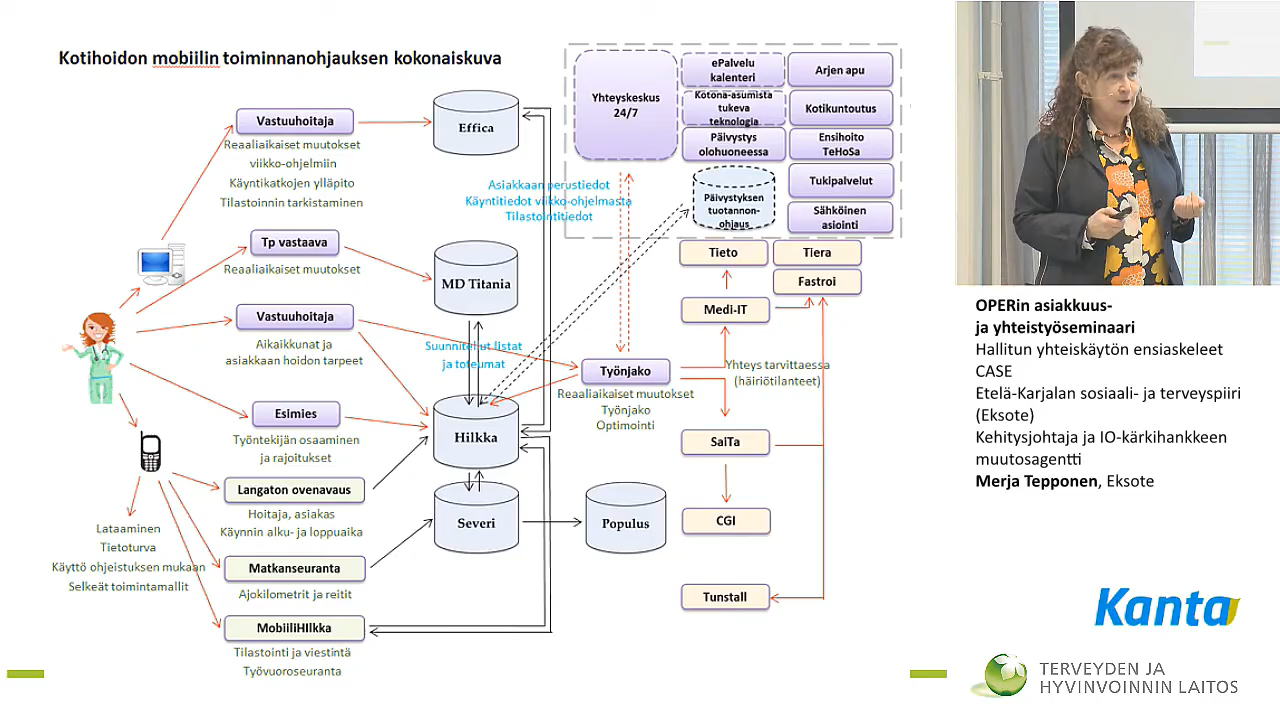 Kotihoidon mobiilin toiminnanohjauksen kokonaiskuva
Vastuuhoitaja
Reaaliaikaiset muutokset
viikko-ohjelmiin
Käyntikatkojen ylläpito
Tilastoinnin tarkistaminen
Tp vastaava
Reaaliaikaiset muutokset
Vastuuhoitaja
Aikaikkunat ja
asiakkaan hoidon tarpeet
Esimies
Työntekijän osaaminen
ja rajoitukset
Langaton ovenavaus
Hoitaja, asiakas
Käynnin alku- ja loppuaika
Matkanseuranta
Ajokilometrit ja reitit
MobiiliHIlkka
Tilastointi ja viestintä
Työvuoroseuranta
Lataaminen
Tietoturva
Käyttö ohjeistuksen mukaan
Selkeät toimintamallit
Effica
MD Titania
Hilkka
Severi
Populus
Asiakkaan perustiedot
Käyntitiedot viikko-ohjelmasta
Tilastointitiedot
Suunnitellut listat
ja toteumat
Yhteyskeskus
24/7
ePalvelu
kalenteri
Kotona-asumista
tukeva
teknologia
Päivystys
olohuoneessa
Päivystyksen
tuotannon-
ohjaus
Arjen apu
Kotikuntoutus
Ensihoito
TeHoSa
Tukipalvelut
Sähköinen
asiointi
Tieto
Tiera
Fastroi
Medi-IT
Työnjako
Reaaliaikaiset muutokset
Työnjako
Optimointi
Yhteys tarvittaessa
(häiriötilanteet)
SaiTa
CGI
Tunstall
OPERin asiakkuus-
ja yhteistyöseminaari
Hallitun yhteiskäytön ensiaskeleet
CASE
Etelä-Karjalan sosiaali- ja terveyspiiri
(Eksote)
Kehitysjohtaja ja IO-kärkihankkeen
muutosagentti
Merja Tepponen, Eksote
Kanta
TERVEYDEN JA
HYVINVOINNIN LAITOS